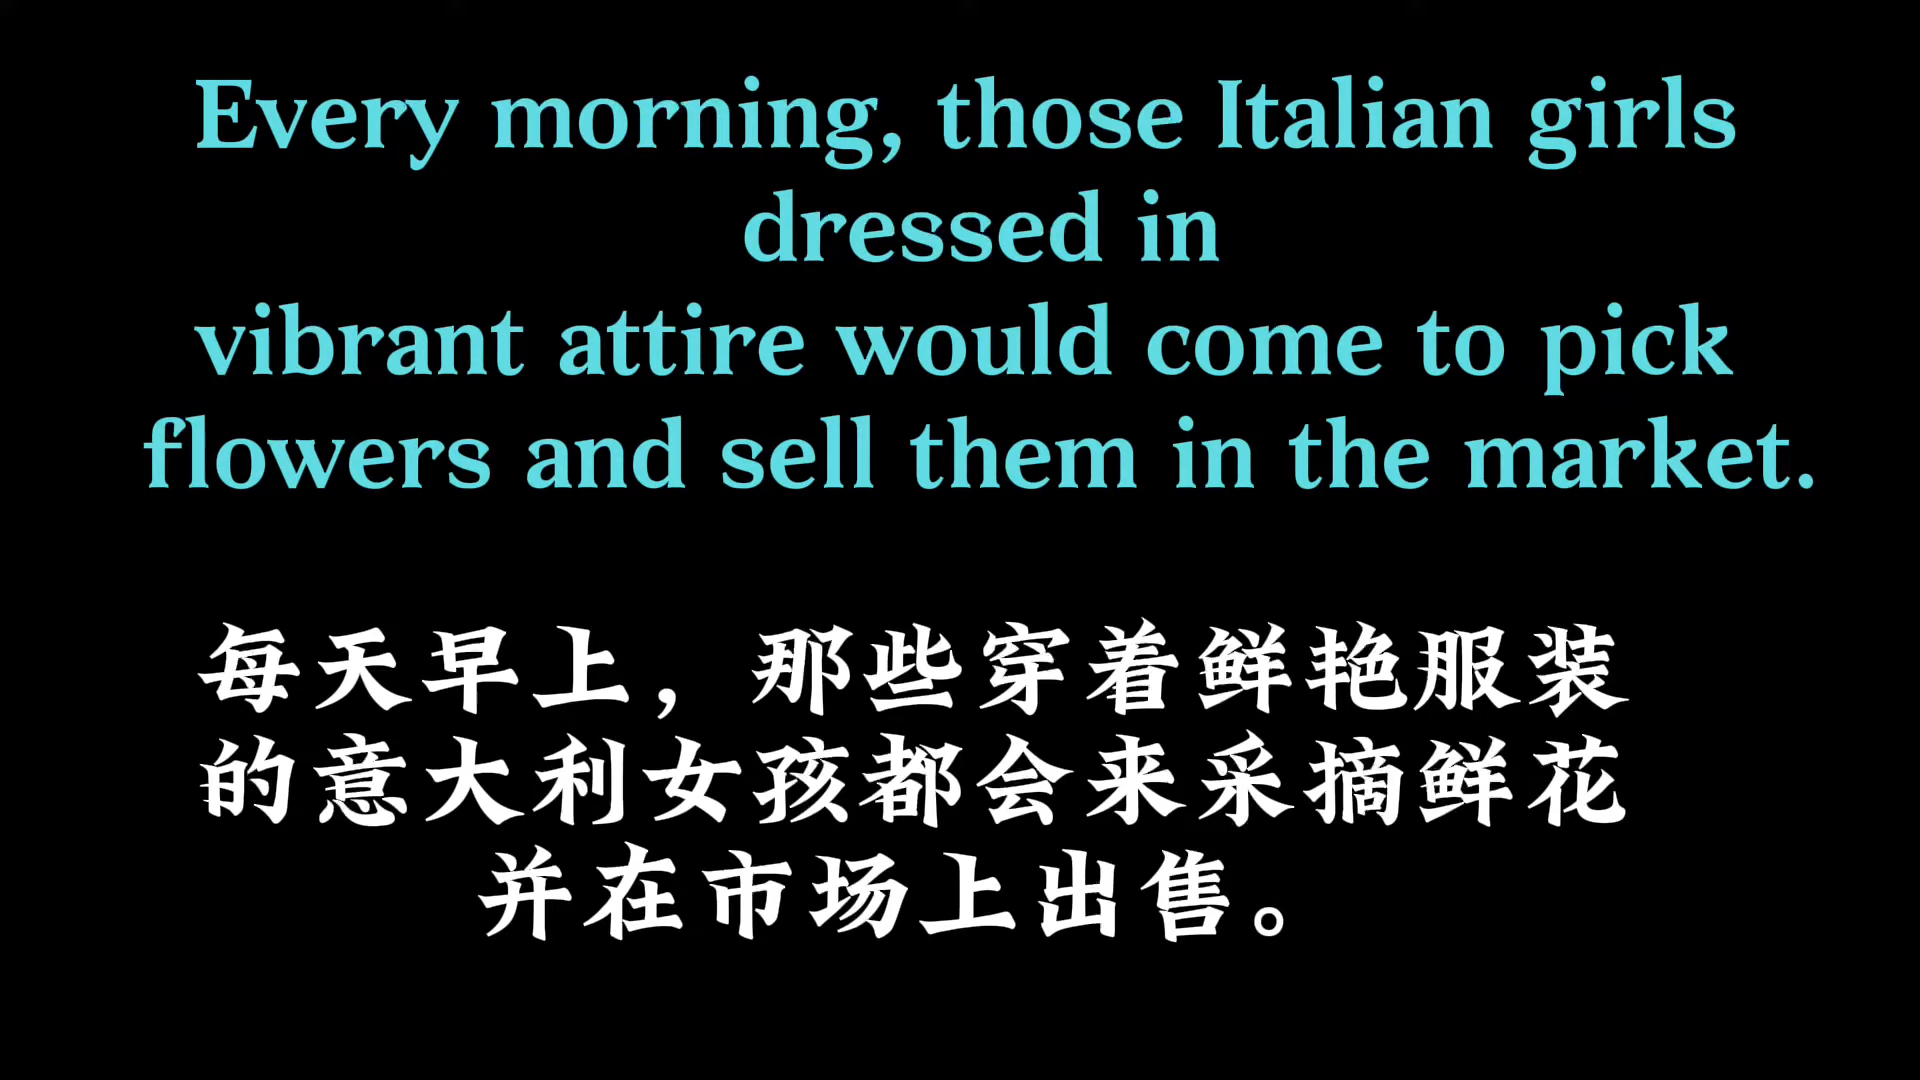 Every morning, those Italian girls
dressed in
vibrant attire would come to pick
flowers and sell them in the market.
每天早上，那些穿着鲜艳服装
的意大利女孩都会来采摘鲜花
并在市场上出售。